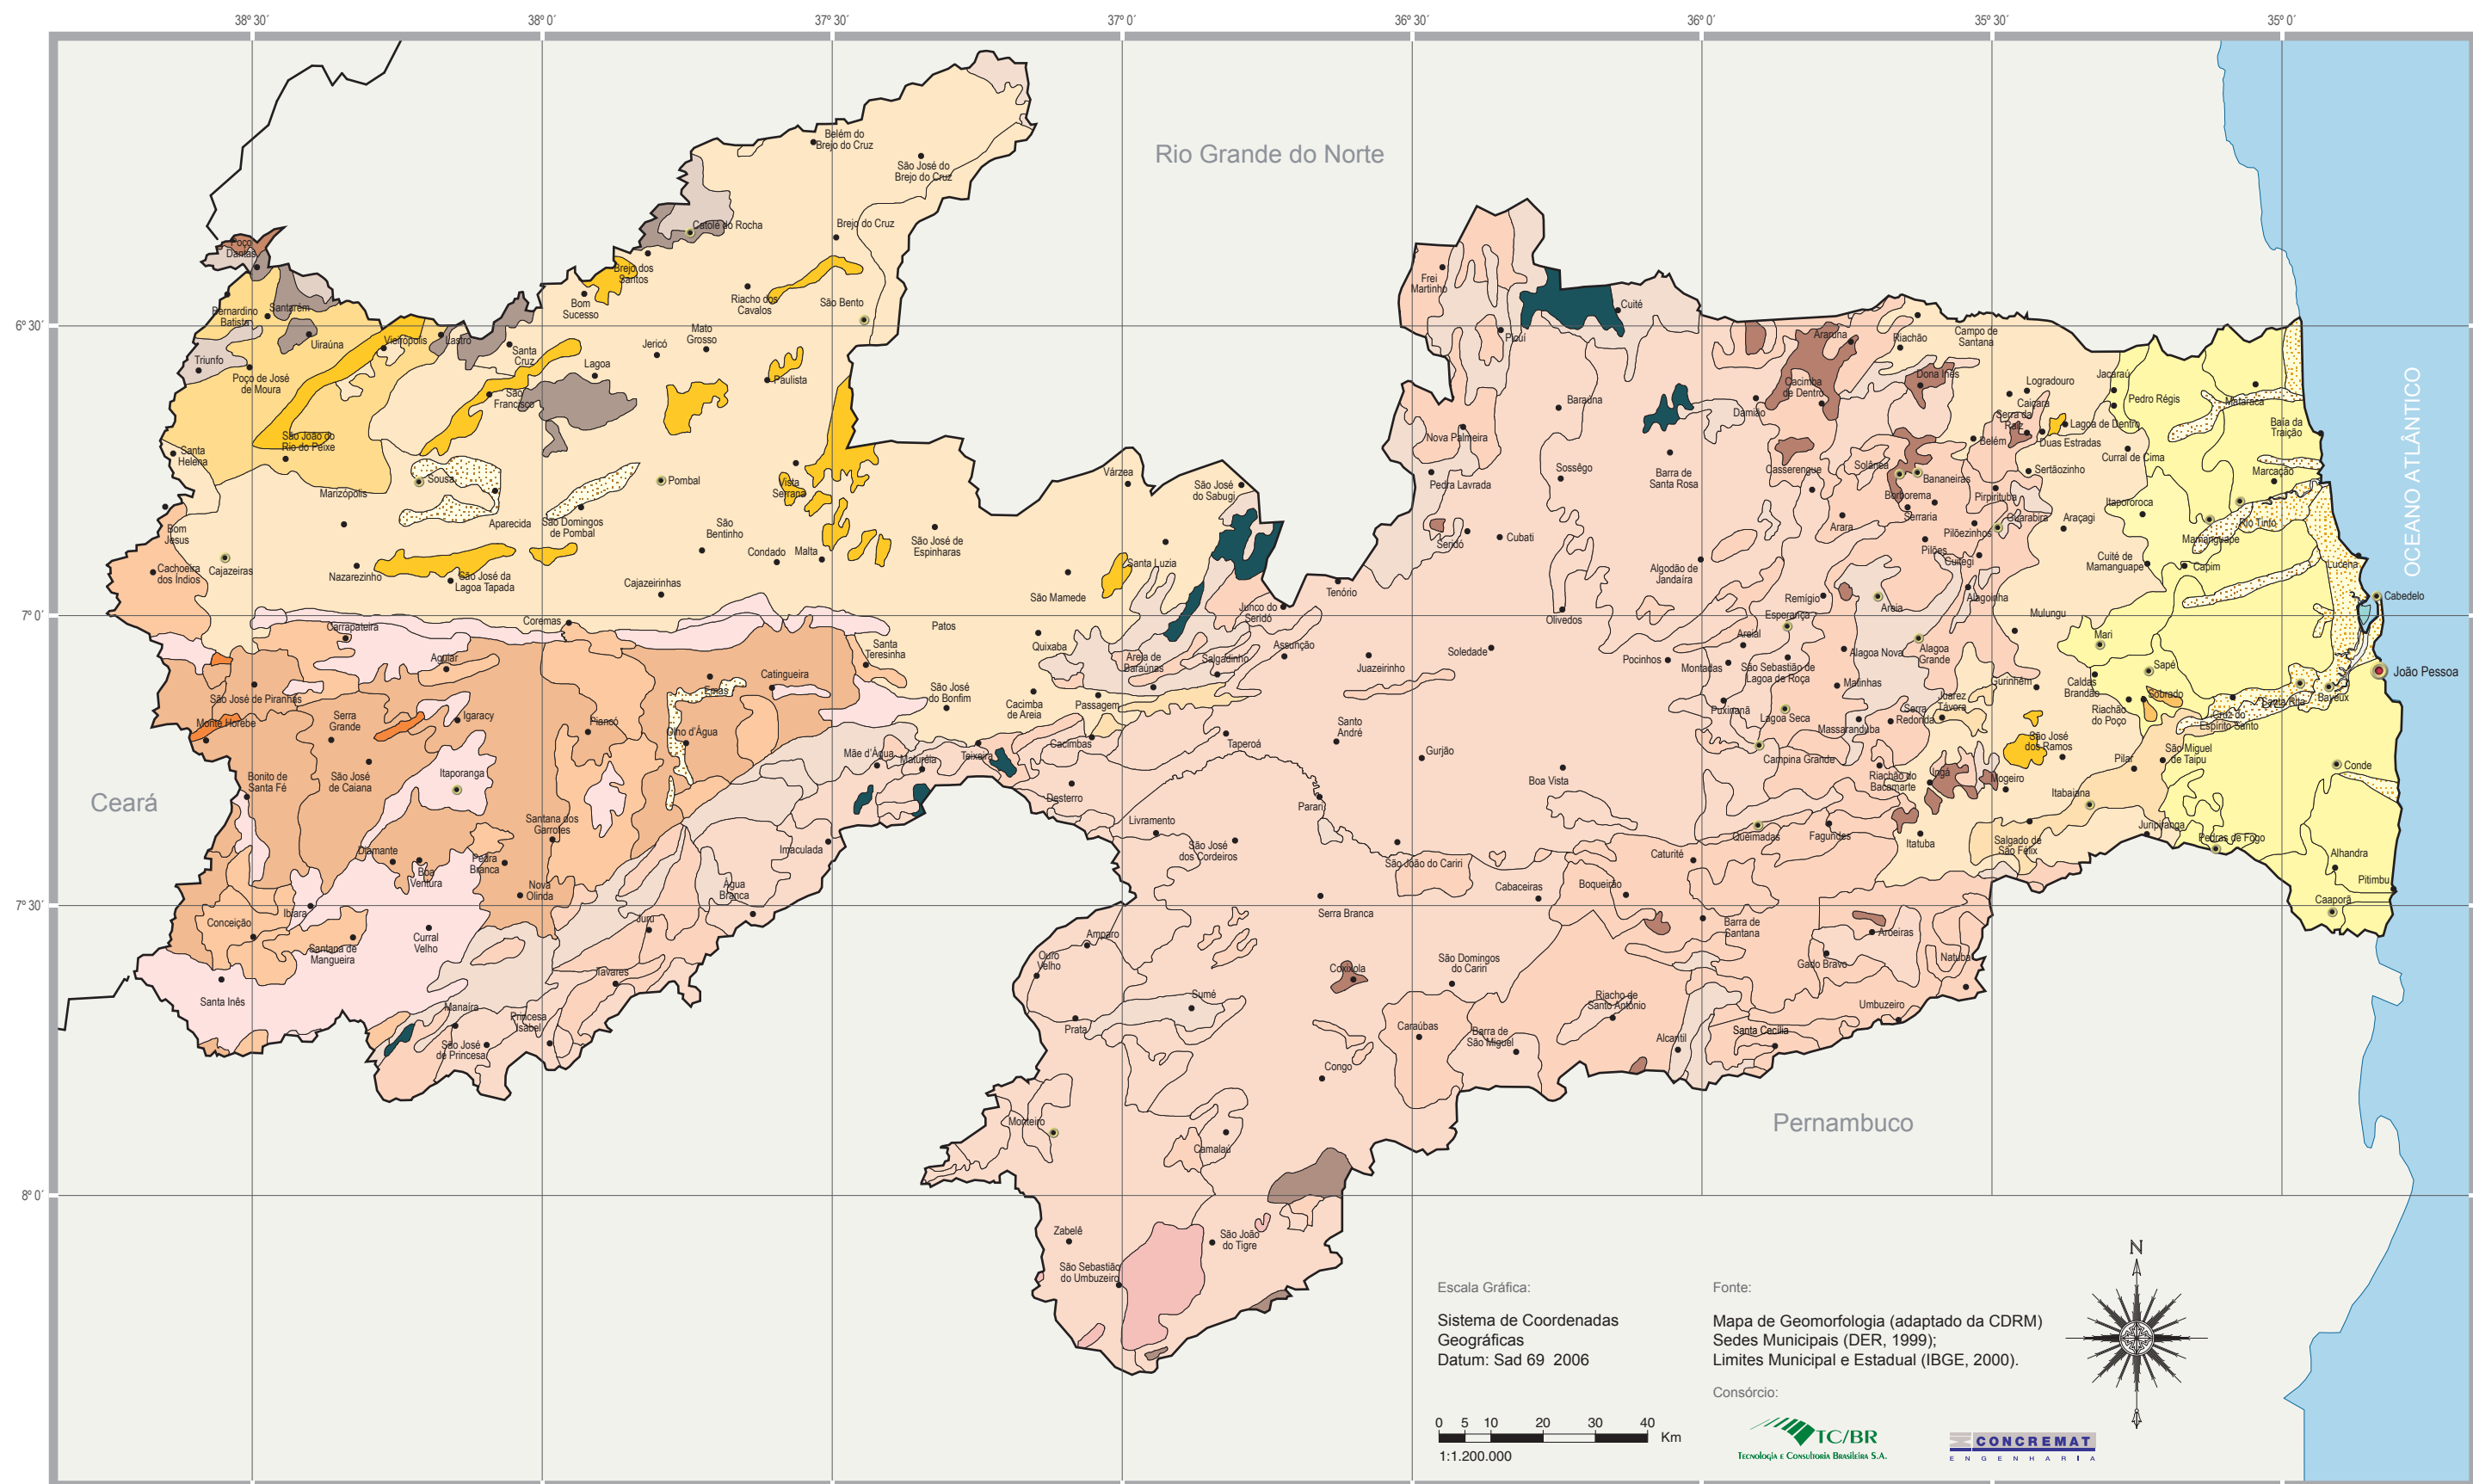 38º 30´
38º 0´
37º 30´
37º 0´
36º 30´
36º 0´
35º 30´
35º 0´
6º 30´
7º 0´
7º 30´
8º 0´
Rio Grande do Norte
Ceará
Pernambuco
OCEANO ATLÂNTICO
Belém do
Brejo do Cruz
São José do
Brejo do Cruz
Catolé do Rocha
Brejo do Cruz
Poço
Dantas
Brejo dos
Santos
Bom
Sucesso
Riacho dos
Cavalos
São Bento
Bernardino
Batista
Santarém
Uiraúna
Vieirópolis
Lastro
Santa
Cruz
Lagoa
Jericó
Mato
Grosso
Paulista
Triunfo
Poço de José
de Moura
São
Francisco
São João do
Rio do Peixe
Santa
Helena
Marizópolis
Sousa
Aparecida
São Domingos
de Pombal
Pombal
Vista
Serrana
São
Bentinho
Condado
Malta
São José de
Espinharas
Bom
Jesus
Cachoeira
dos Índios
Cajazeiras
Nazarezinho
São José da
Lagoa Tapada
Cajazeirinhas
Coremas
Várzea
São José
do Sabugi
Santa Luzia
São Mamede
Patos
Quixaba
Junco do
Seridó
Areia de
Baraúnas
Salgadinho
Assunção
Tenório
Carrapateira
Aguiar
Santa
Teresinha
Catingueira
Emas
São José de Piranhas
Monte Horebe
Serra
Grande
Igaracy
Piancó
Olho d'Água
São José
do Bonfim
Cacimba
de Areia
Passagem
Cacimbas
Mãe d'Água
Maturéia
Teixeira
Desterro
Taperoá
Livramento
São José
dos Cordeiros
Bonito de
Santa Fé
São José
de Caiana
Itaporanga
Santana dos
Garrotes
Diamante
Boa
Ventura
Pedra
Branca
Nova
Olinda
Imaculada
Água
Branca
Juru
Tavares
Conceição
Ibiara
Santana de
Mangueira
Curral
Velho
Santa Inês
Manaíra
Princesa
Isabel
São José
de Princesa
Frei
Martinho
Picuí
Cuité
Nova Palmeira
Pedra Lavrada
Baraúna
Sossêgo
Barra de
Santa Rosa
Damião
Cacimba
de Dentro
Araruna
Riachão
Campo de
Santana
Dona Inês
Logradouro
Caiçara
Serra da
Raiz
Lagoa de Dentro
Duas Estradas
Belém
Sertãozinho
Jacaraú
Pedro Régis
Mataraca
Baía da
Traição
Marcação
Curral de Cima
Itapororoca
Rio Tinto
Mamanguape
Cuité de
Mamanguape
Capim
Lucena
Cabedelo
João Pessoa
Casserengue
Solânea
Bananeiras
Borborema
Serraria
Pirpirituba
Guarabira
Araçagi
Pilõezinhos
Pilões
Cuitegi
Arara
Seridó
Cubati
Algodão de
Jandaíra
Olivedos
Remígio
Esperança
Areia
Alagoinha
Mulungu
Areial
Alagoa Nova
Alagoa
Grande
Mari
Sapé
Juazeirinho
Soledade
Pocinhos
Montadas
São Sebastião de
Lagoa de Roça
Matinhas
Gurinhém
Caldas
Brandão
Sobrado
Riachão
do Poço
Cruz do
Espírito Santo
Santa Rita
Bayeux
Puxinanã
Lagoa Seca
Massaranduba
Serra
Redonda
Juarez
Távora
São José
dos Ramos
São Miguel
de Taipu
Pilar
Conde
Santo
André
Gurjão
Boa Vista
Parari
Campina Grande
Riachão do
Bacamarte
Ingá
Mogeiro
Itabaiana
Queimadas
Fagundes
Itatuba
Salgado de
São Félix
Juripiranga
Pedras de Fogo
Alhandra
Pitimbu
Caaporã
São João do Cariri
Cabaceiras
Boqueirão
Caturité
Serra Branca
Barra de
Santana
Aroeiras
Gado Bravo
Natuba
Umbuzeiro
Amparo
Ouro
Velho
Sumé
Prata
Coxixola
São Domingos
do Cariri
Riacho de
Santo Antônio
Caraúbas
Barra de
São Miguel
Alcantil
Santa Cecília
Congo
Monteiro
Camalaú
Zabelê
São Sebastião
do Umbuzeiro
São João
do Tigre
Escala Gráfica:
Sistema de Coordenadas
Geográficas
Datum: Sad 69 2006
0 5 10 20 30 40 Km
1:1.200.000
Fonte:
Mapa de Geomorfologia (adaptado da CDRM)
Sedes Municipais (DER, 1999);
Limites Municipal e Estadual (IBGE, 2000).
Consórcio:
TC/BR
Tecnologia e Consultoria Brasileira S.A.
CONCREMAT
ENGENHARIA
N